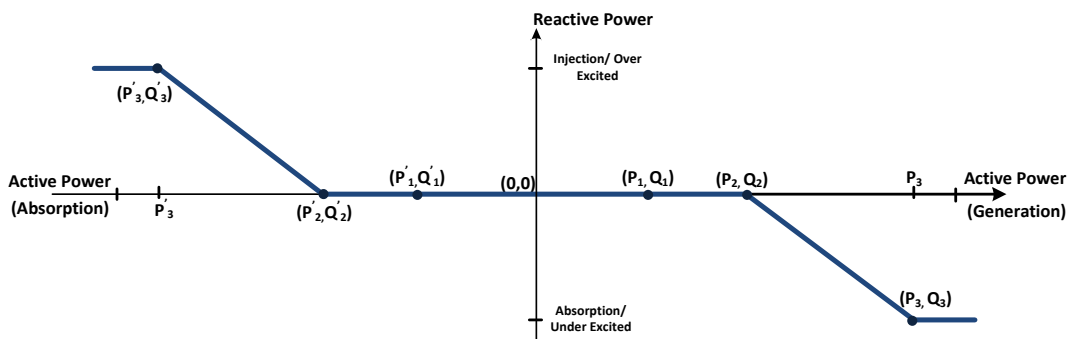 Reactive Power
Injection/ Over
Excited
(P'3,Q'3)
Active Power
(Absorption)
P'3
(P'2,Q'2)
(P'1,Q'1)
(0,0)
(P1, Q1)
(P2, Q2)
P3
Active Power
(Generation)
(P3, Q3)
Absorption/
Under Excited